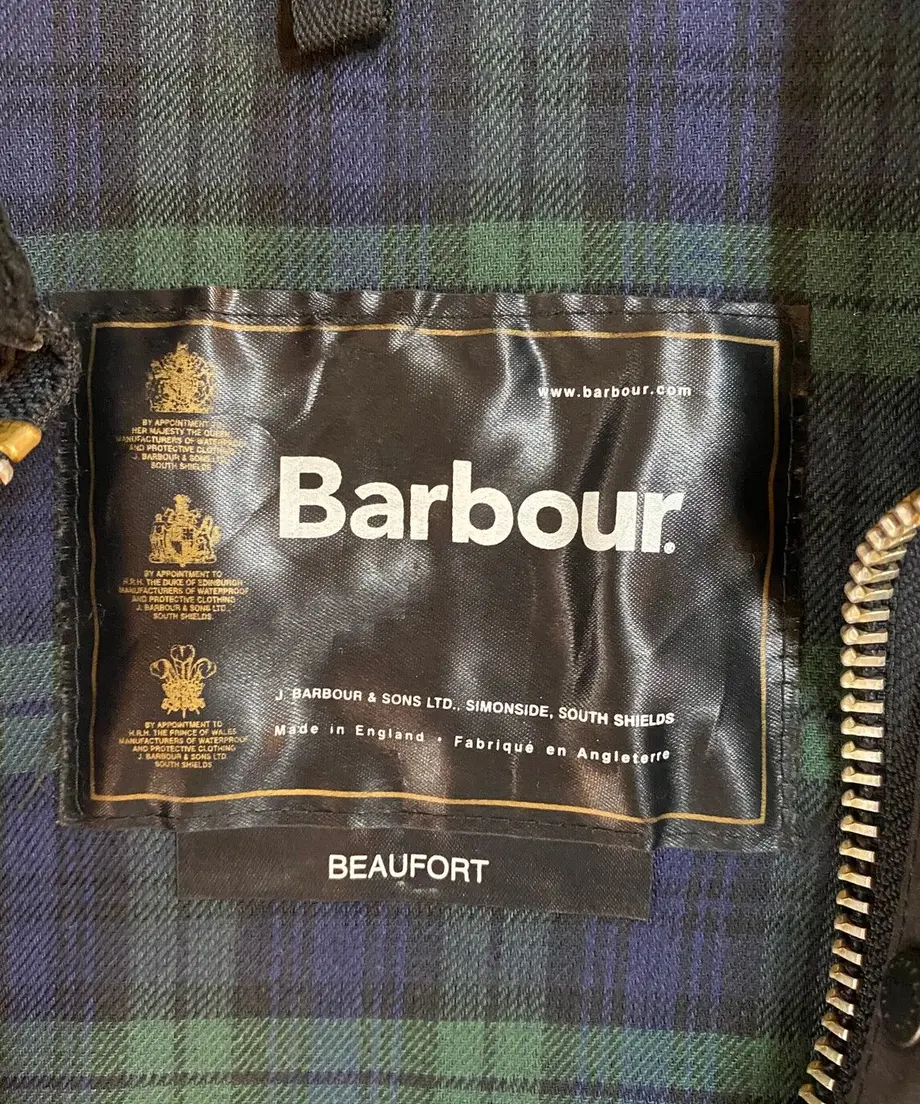 www.barbour.com
BY APPOINTMENT
HER MAJESTY THE QUEEN
MANUFACTURERS OF WATERPROOF
AND PROTECTIVE CLOTHING
J. BARBOUR & SONS LTD.
SOUTH SHIELDS
Barbour.
BY APPOINTMENT TO
H.R.H. THE DUKE OF EDINBURGH
MANUFACTURERS OF WATERPROOF
AND PROTECTIVE CLOTHING
J. BARBOUR & SONS LTD.
SOUTH SHIELDS.
BY APPOINTMENT TO
H.R.H. THE PRINCE OF WALES
MANUFACTURERS OF WATERPROOF
AND PROTECTIVE CLOTHING
J. BARBOUR & SONS LTD
SOUTH SHIELDS
J. BARBOUR & SONS LTD., SIMONSIDE, SOUTH SHIELDS
Made in England • Fabriqué en Angleterre
BEAUFORT